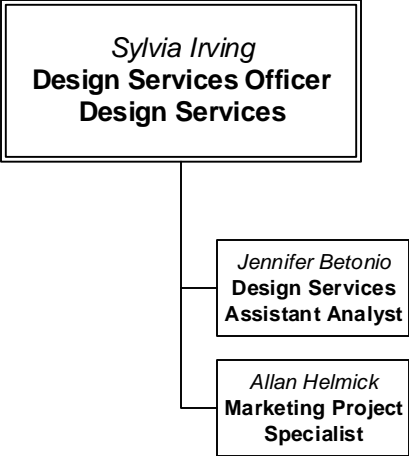 Sylvia Irving
Design Services Officer
Design Services
Jennifer Betonio
Design Services
Assistant Analyst
Allan Helmick
Marketing Project
Specialist